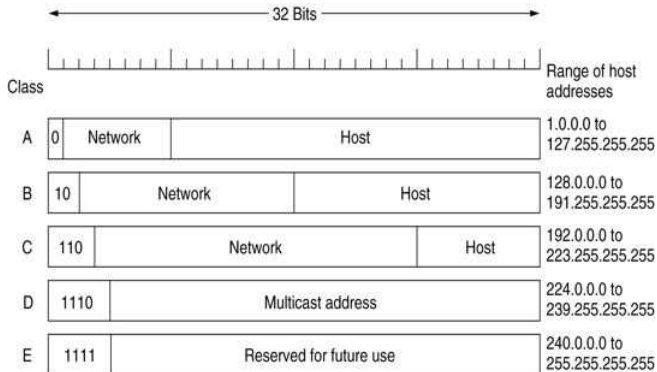 32 Bits
Range of host
addresses
Class
A 0 Network Host 1.0.0.0 to
127.255.255.255
B 10 Network Host 128.0.0.0 to
191.255.255.255
C 110 Network Host 192.0.0.0 to
223.255.255.255
D 1110 Multicast address 224.0.0.0 to
239.255.255.255
E 1111 Reserved for future use 240.0.0.0 to
255.255.255.255